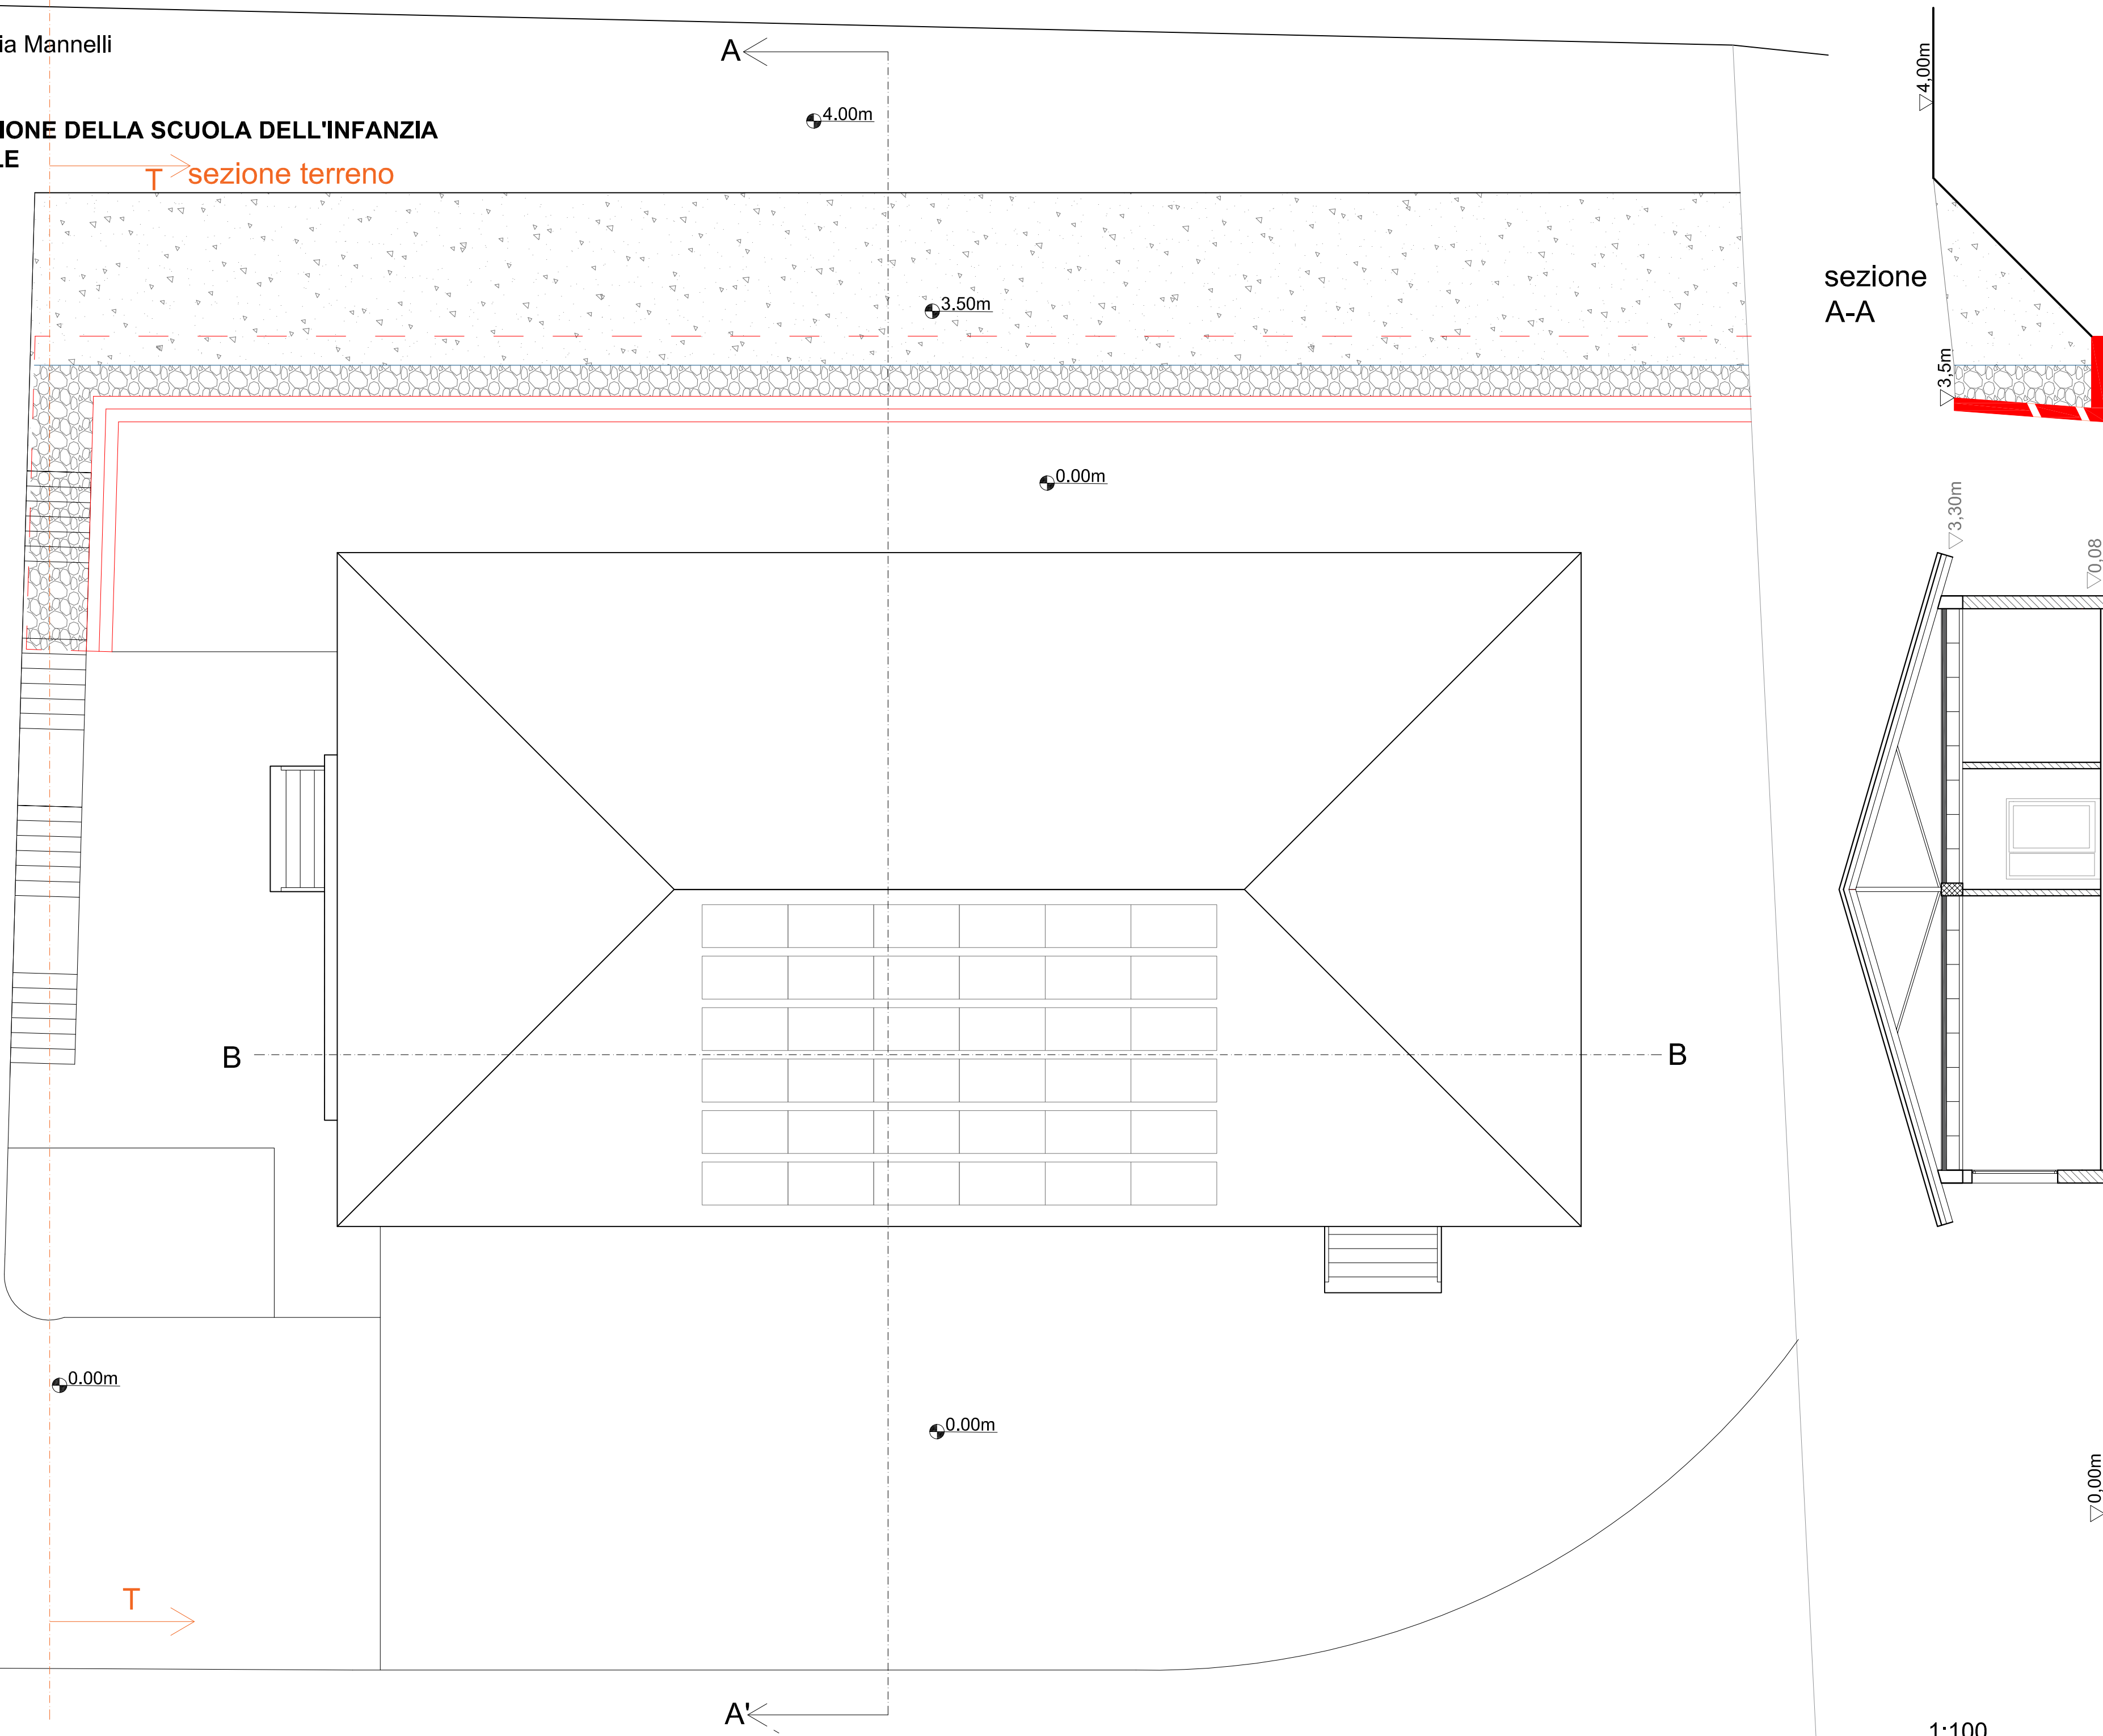 ia Mannelli
IONE DELLA SCUOLA DELL'INFANZIA
LE
T sezione terreno
A
4.00m
3.50m
0.00m
B
B
0.00m
0.00m
T
A'
4,00m
sezione
A-A
3,5m
3,30m
0,08
0,00m
1:100